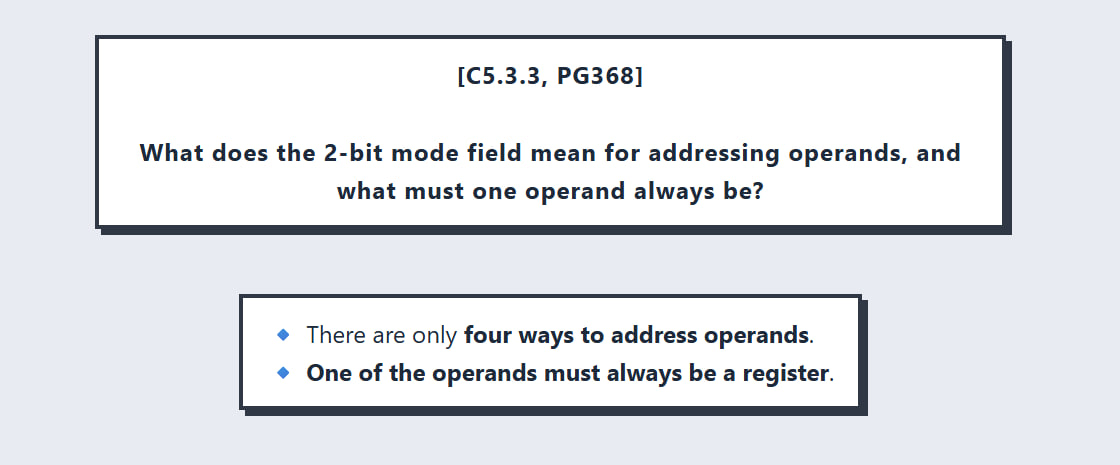 [C5.3.3, PG368]
What does the 2-bit mode field mean for addressing operands, and
what must one operand always be?
There are only four ways to address operands.
One of the operands must always be a register.